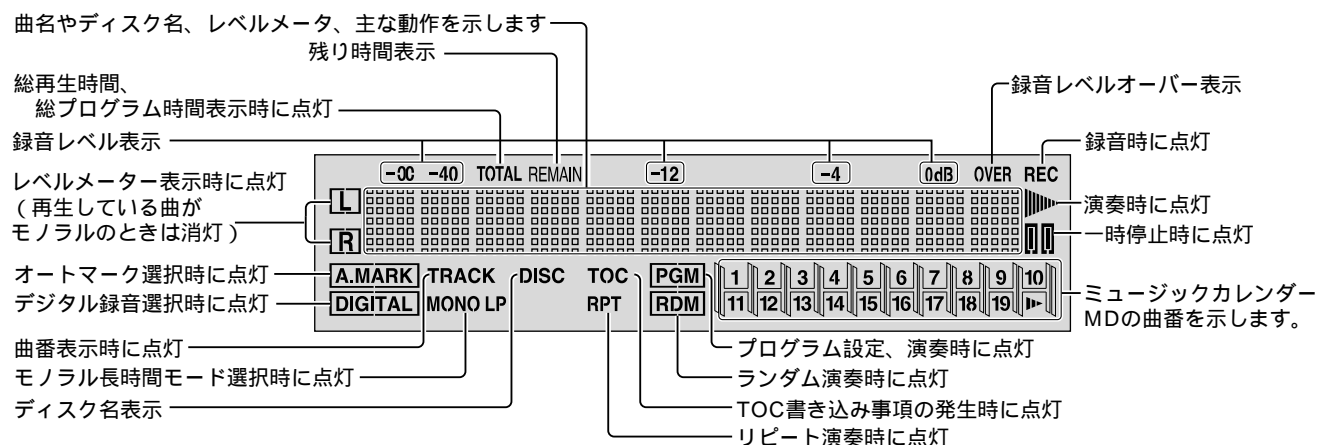 曲名やディスク名、レベルメータ、主な動作を示します
残り時間表示
総再生時間、
総プログラム時間表示時に点灯
録音レベルオーバー表示
録音レベル表示
録音時に点灯
レベルメーター表示時に点灯
(再生している曲が
モノラルのときは消灯)
-∞ -40 TOTAL REMAIN -12 -4 0dB OVER REC
L
R
演奏時に点灯
一時停止時に点灯
オートマーク選択時に点灯
A.MARK TRACK DISC TOC PGM 1 2 3 4 5 6 7 8 9 10
デジタル録音選択時に点灯
DIGITAL MONO LP RPT RDM 11 12 13 14 15 16 17 18 19
ミュージックカレンダー
MDの曲番を示します。
曲番表示時に点灯
プログラム設定、演奏時に点灯
モノラル長時間モード選択時に点灯
ランダム演奏時に点灯
ディスク名表示
TOC書き込み事項の発生時に点灯
リピート演奏時に点灯